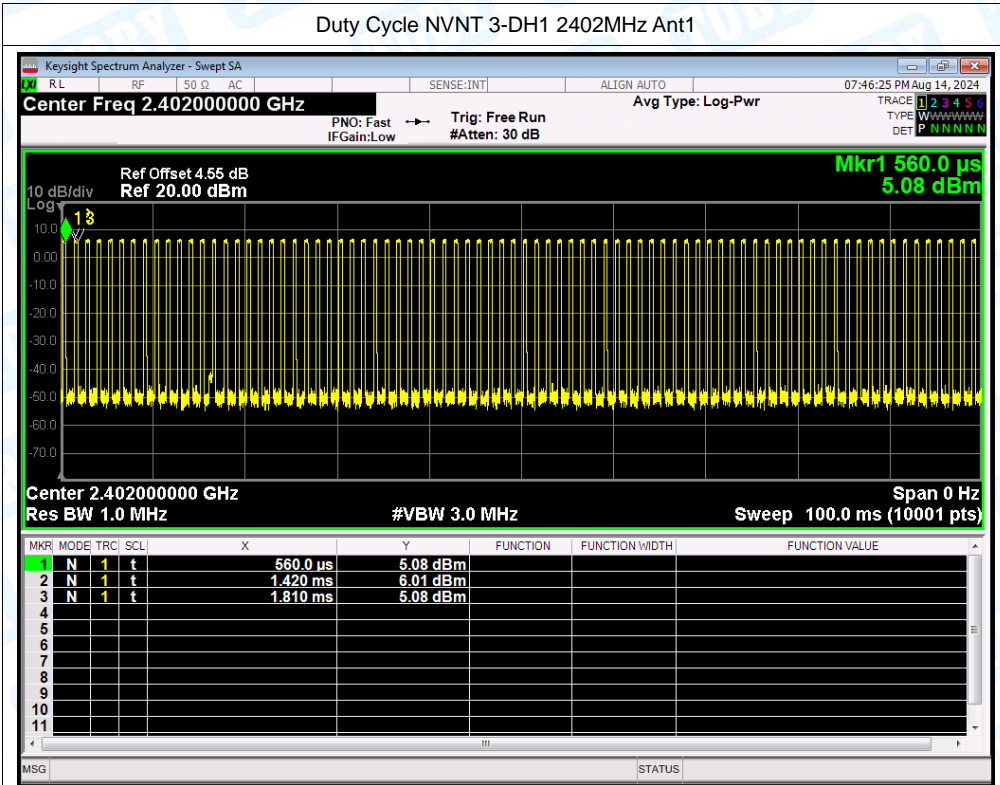 Duty Cycle NVNT 3-DH1 2402MHz Ant1
Keysight Spectrum Analyzer - Swept SA
LXI RL RF 50 Ω AC SENSE:INT ALIGN AUTO 07:46:25 PM Aug 14, 2024
Center Freq 2.402000000 GHz Avg Type: Log-Pwr TRACE 1 2 3 4 5 6
PNO: Fast Trig: Free Run TYPE WWWWWW
IFGain:Low #Atten: 30 dB DET P N N N N N
Mkr1 560.0 µs
5.08 dBm
Ref Offset 4.55 dB
10 dB/div Ref 20.00 dBm
Log
1 3
10.0
0.00
-10.0
-20.0
-30.0
-40.0
-50.0
-60.0
-70.0
Center 2.402000000 GHz Span 0 Hz
Res BW 1.0 MHz #VBW 3.0 MHz Sweep 100.0 ms (10001 pts)
MKR MODE TRC SCL X Y FUNCTION FUNCTION WIDTH FUNCTION VALUE
1 N 1 t 560.0 µs 5.08 dBm
2 N 1 t 1.420 ms 6.01 dBm
3 N 1 t 1.810 ms 5.08 dBm
4
5
6
7
8
9
10
11
MSG STATUS